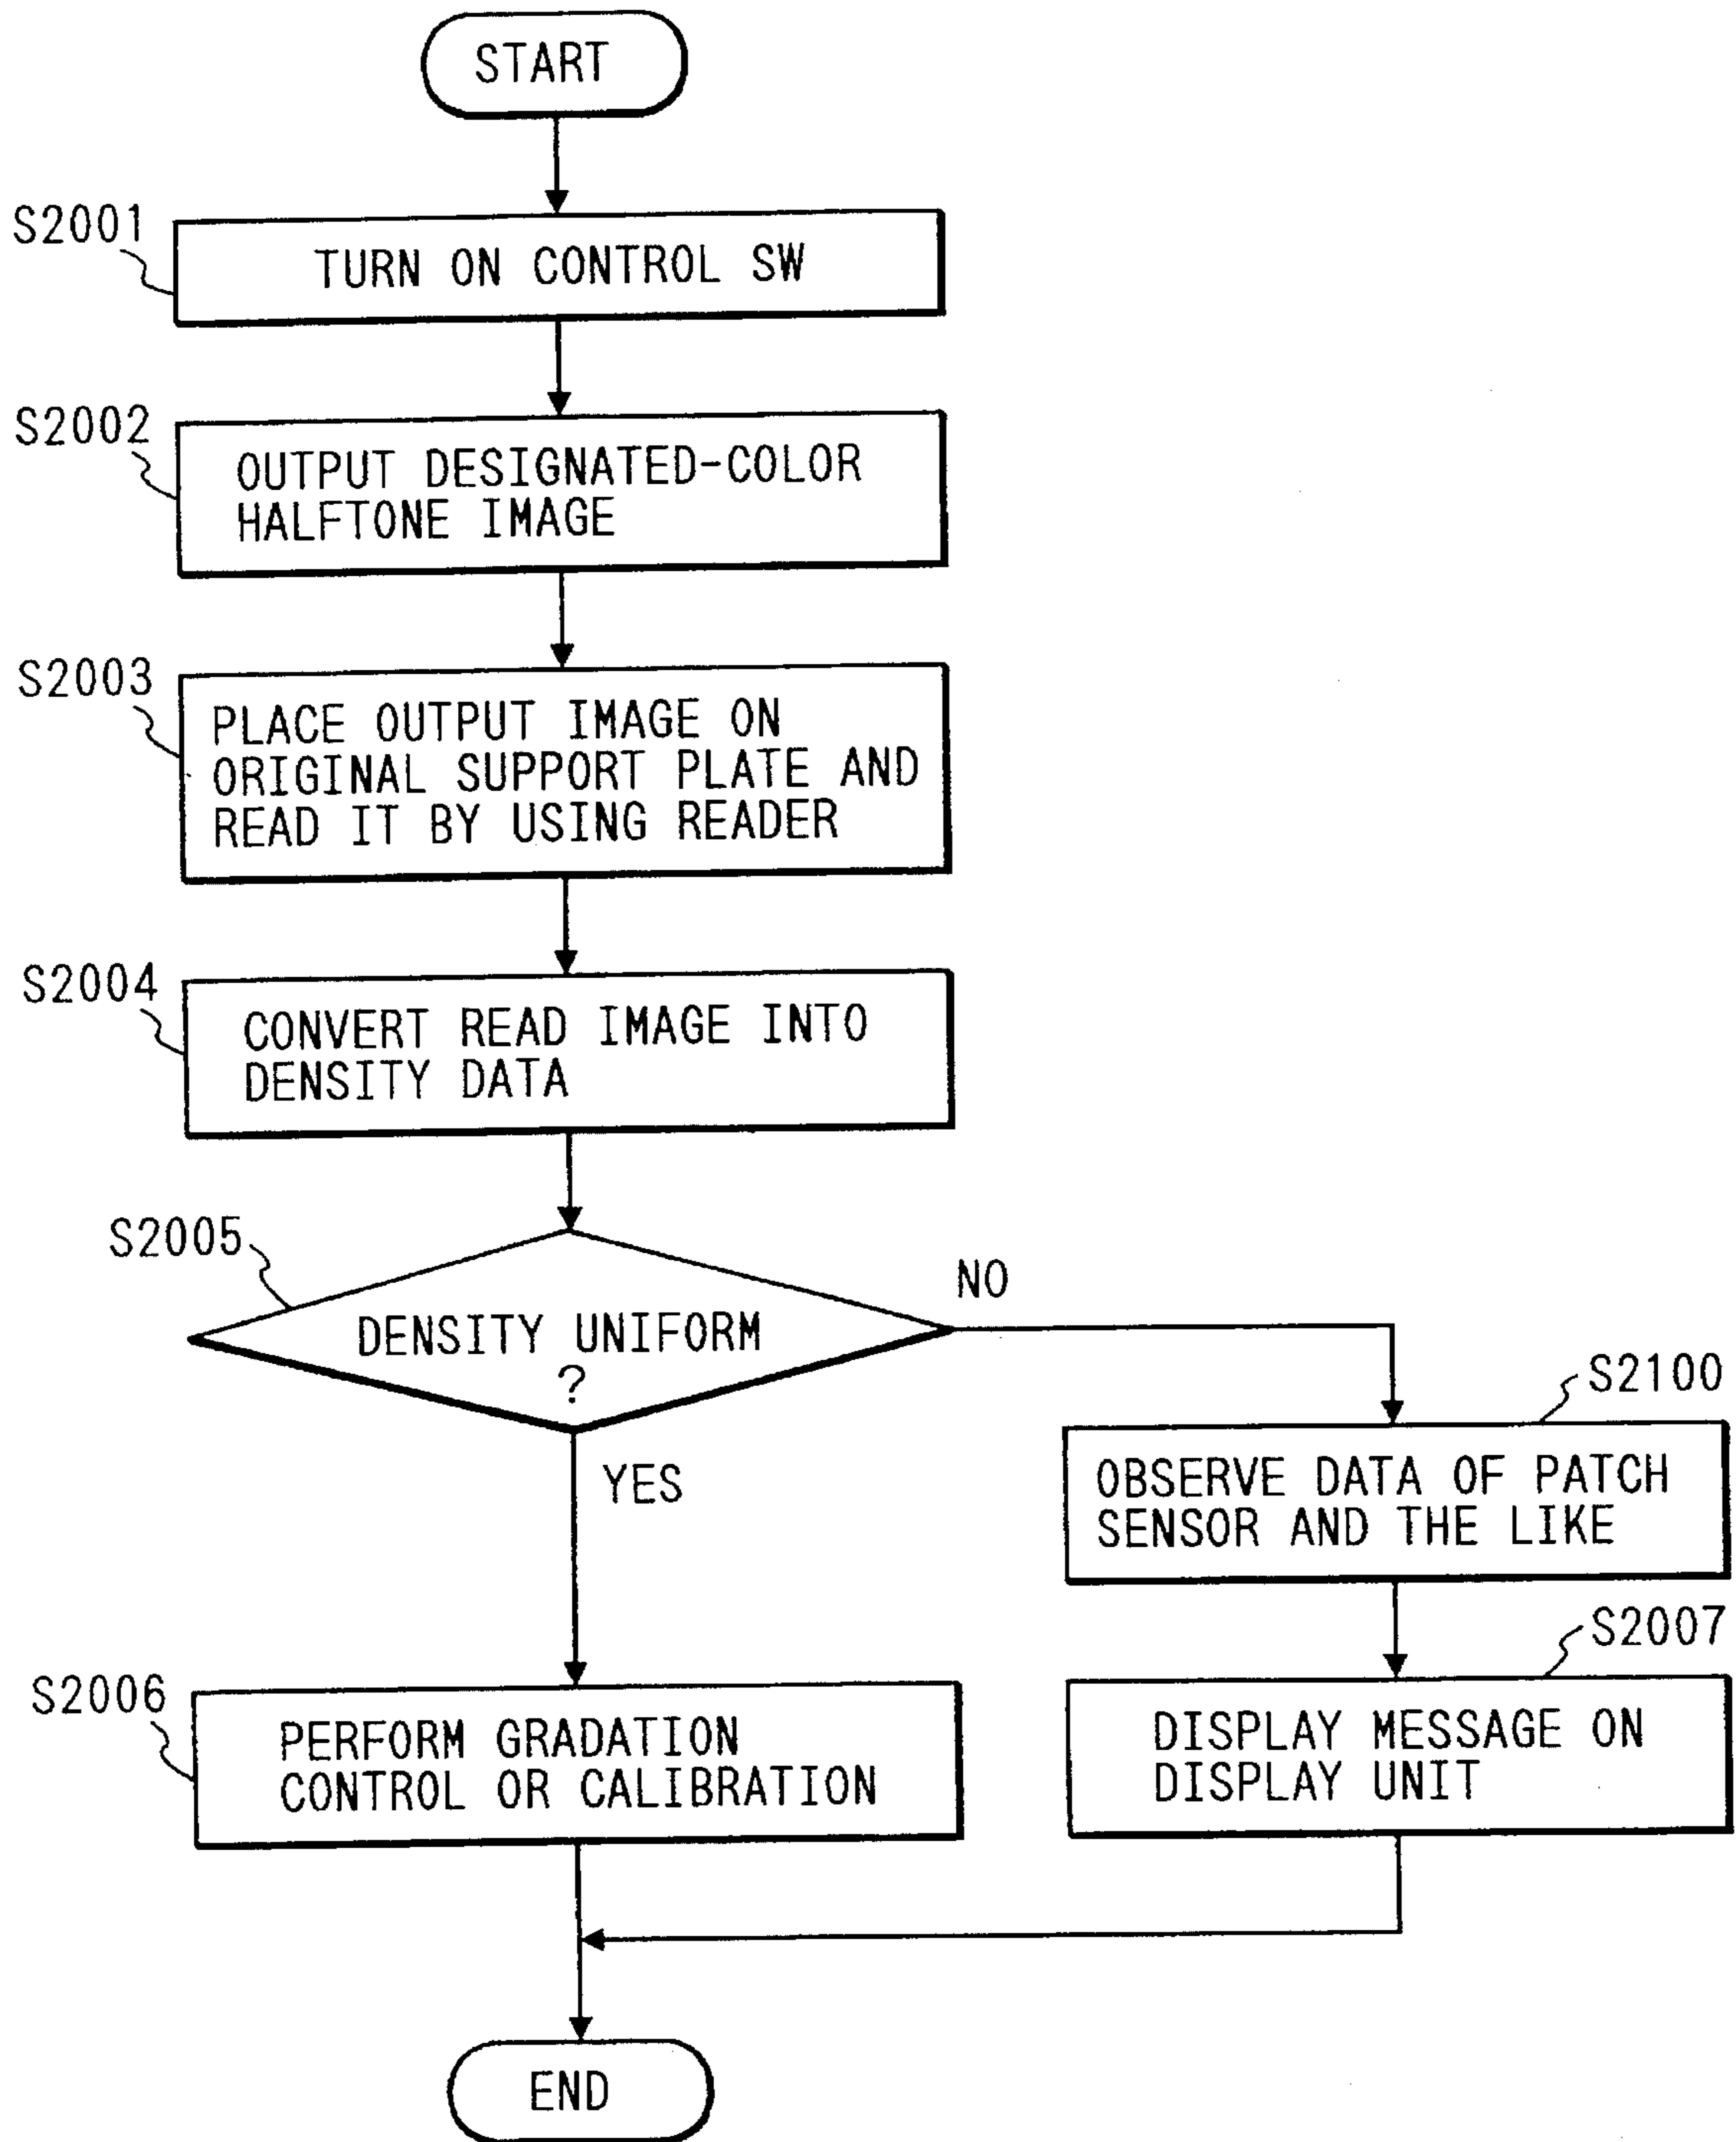 START
S2001
TURN ON CONTROL SW
S2002
OUTPUT DESIGNATED-COLOR
HALFTONE IMAGE
S2003
PLACE OUTPUT IMAGE ON
ORIGINAL SUPPORT PLATE AND
READ IT BY USING READER
S2004
CONVERT READ IMAGE INTO
DENSITY DATA
S2005
DENSITY UNIFORM
?
NO
YES
S2100
OBSERVE DATA OF PATCH
SENSOR AND THE LIKE
S2006
PERFORM GRADATION
CONTROL OR CALIBRATION
S2007
DISPLAY MESSAGE ON
DISPLAY UNIT
END